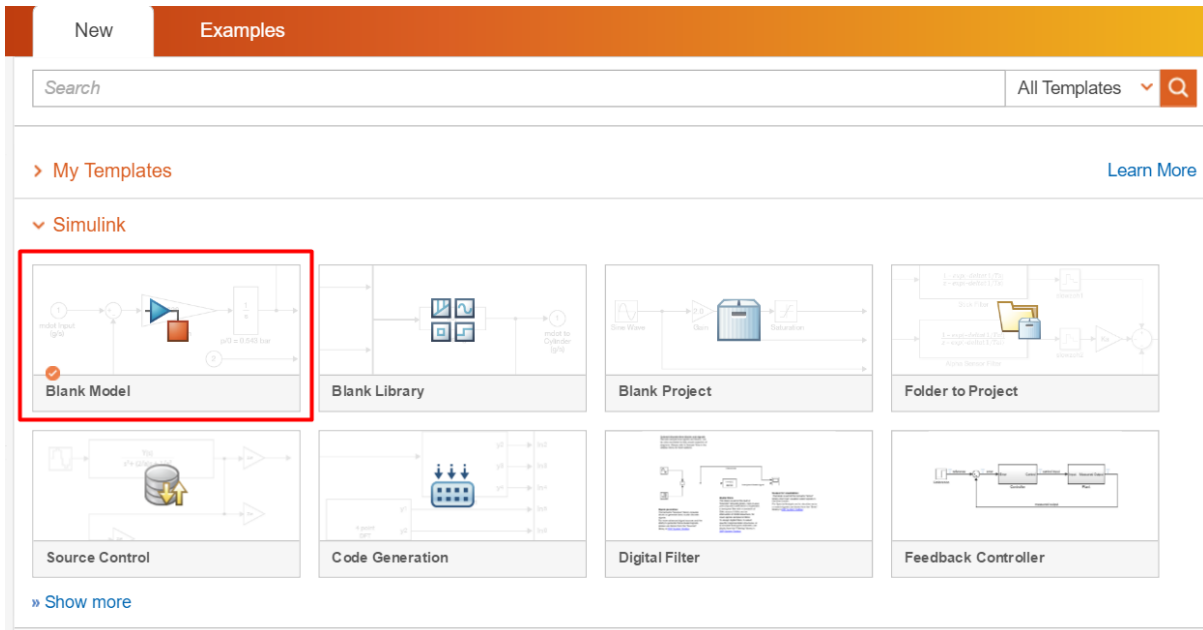 New Examples
Search All Templates
My Templates Learn More
Simulink
Blank Model Blank Library Blank Project Folder to Project
Source Control Code Generation Digital Filter Feedback Controller
» Show more